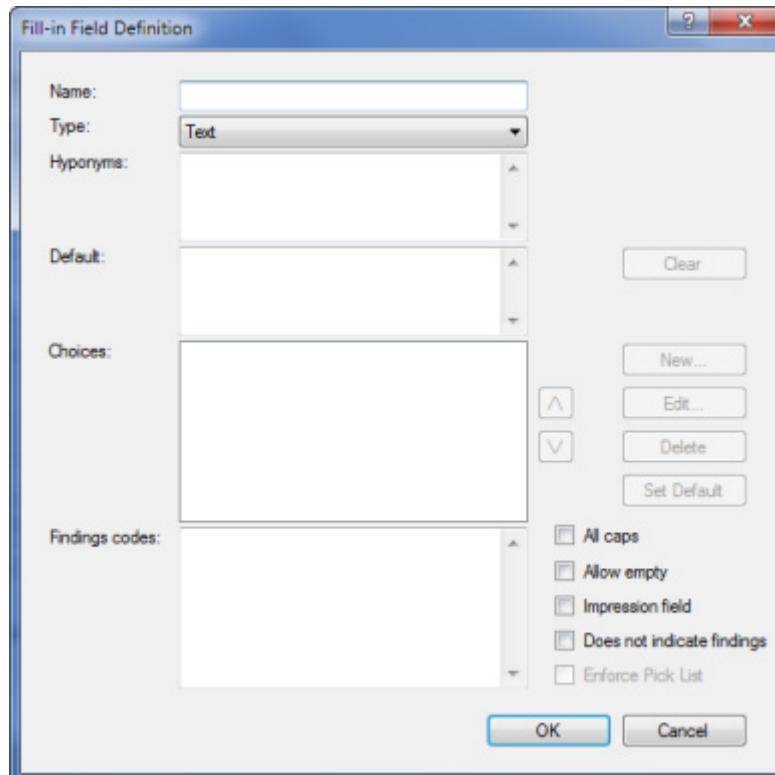 Fill-in Field Definition
Name:
Type: Text
Hyponyms:
Default:
Clear
Choices:
New...
Edit...
Delete
Set Default
Findings codes:
All caps
Allow empty
Impression field
Does not indicate findings
Enforce Pick List
OK Cancel